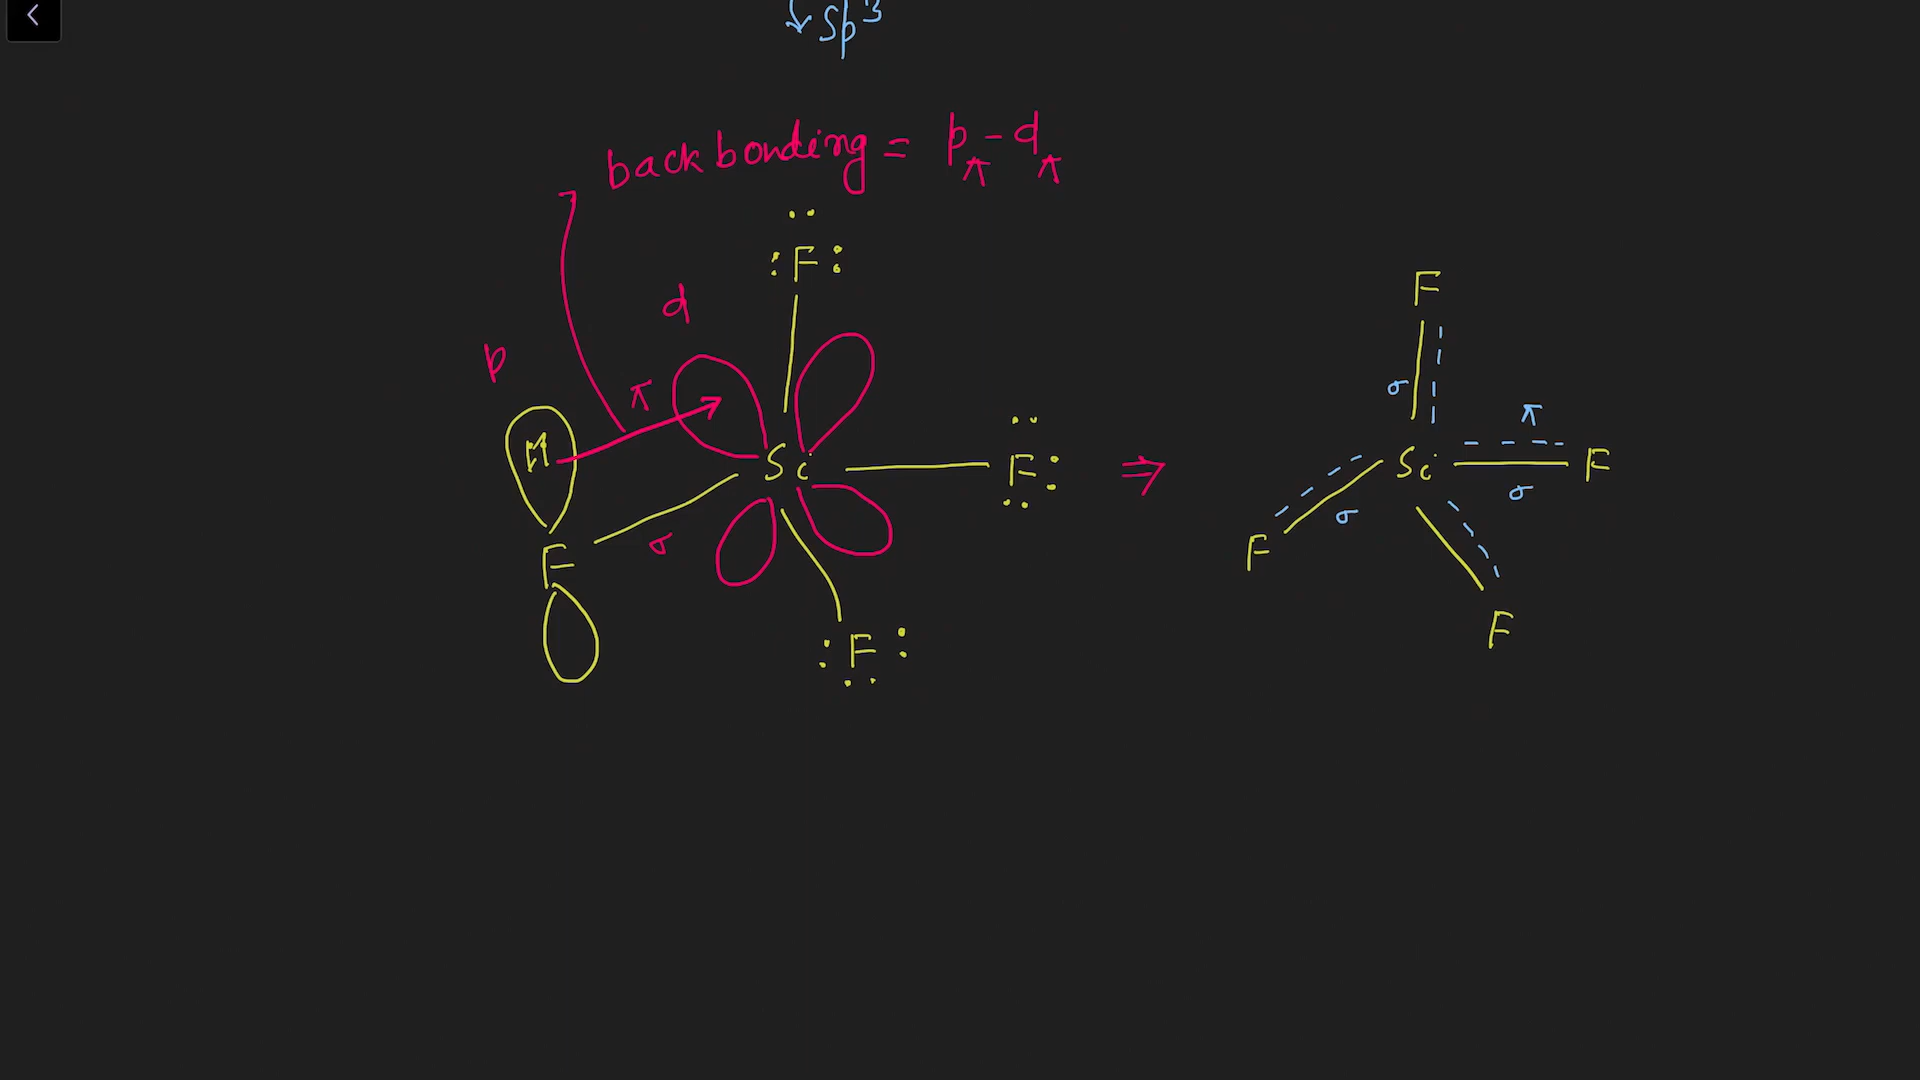 sp³
backbonding = pπ - dπ
:F:
d
p
π
Si
F:
σ
F
:F:
⇒
F
σ
π
Si
F
σ
σ
F
F